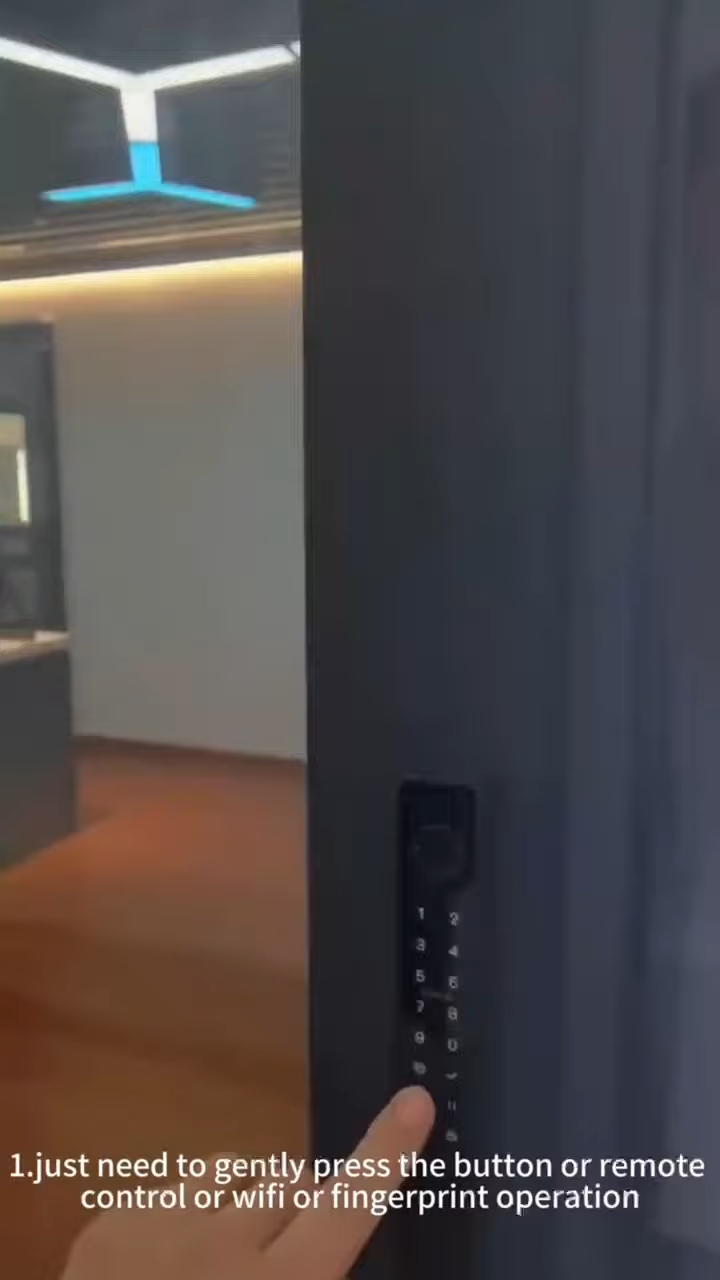 1 2
3 4
5 6
7 8
9 0
1.just need to gently press the button or remote
control or wifi or fingerprint operation